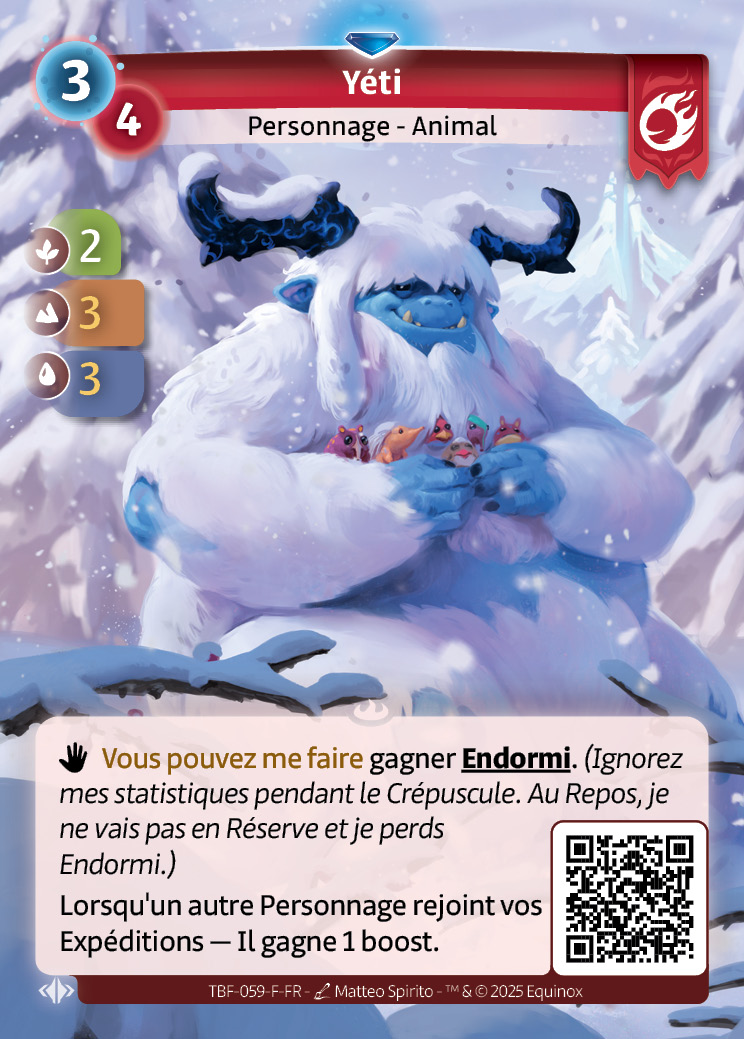 3
Yéti
4
Personnage - Animal
2
3
3
Vous pouvez me faire gagner Endormi. (Ignorez
mes statistiques pendant le Crépuscule. Au Repos, je
ne vais pas en Réserve et je perds
Endormi.)
Lorsqu'un autre Personnage rejoint vos
Expéditions — Il gagne 1 boost.
TBF-059-F-FR - Matteo Spirito - ™ & © 2025 Equinox